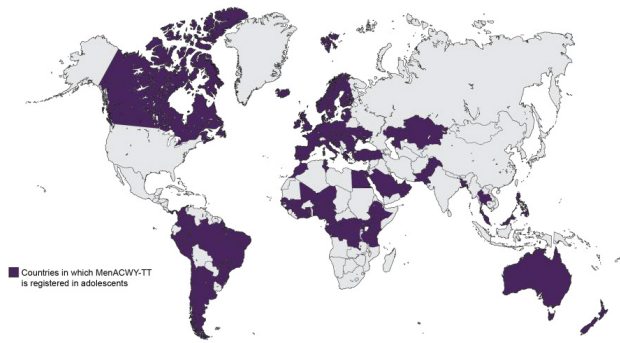 Countries in which MenACWY-TT
is registered in adolescents